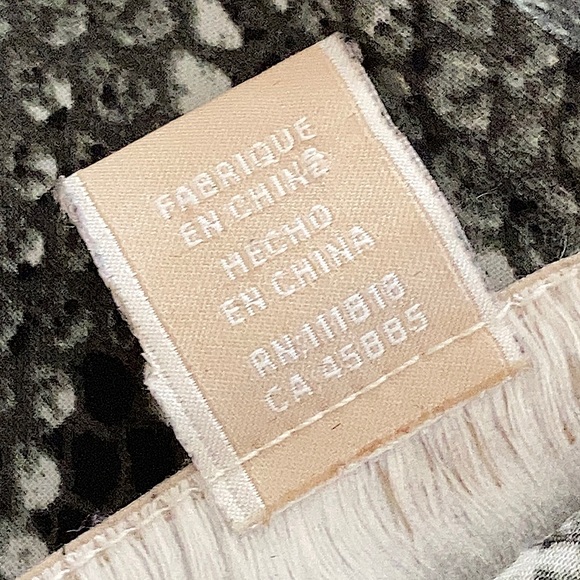 FABRIQUE
EN CHINE
HECHO
EN CHINA
RN:111818
CA:45885